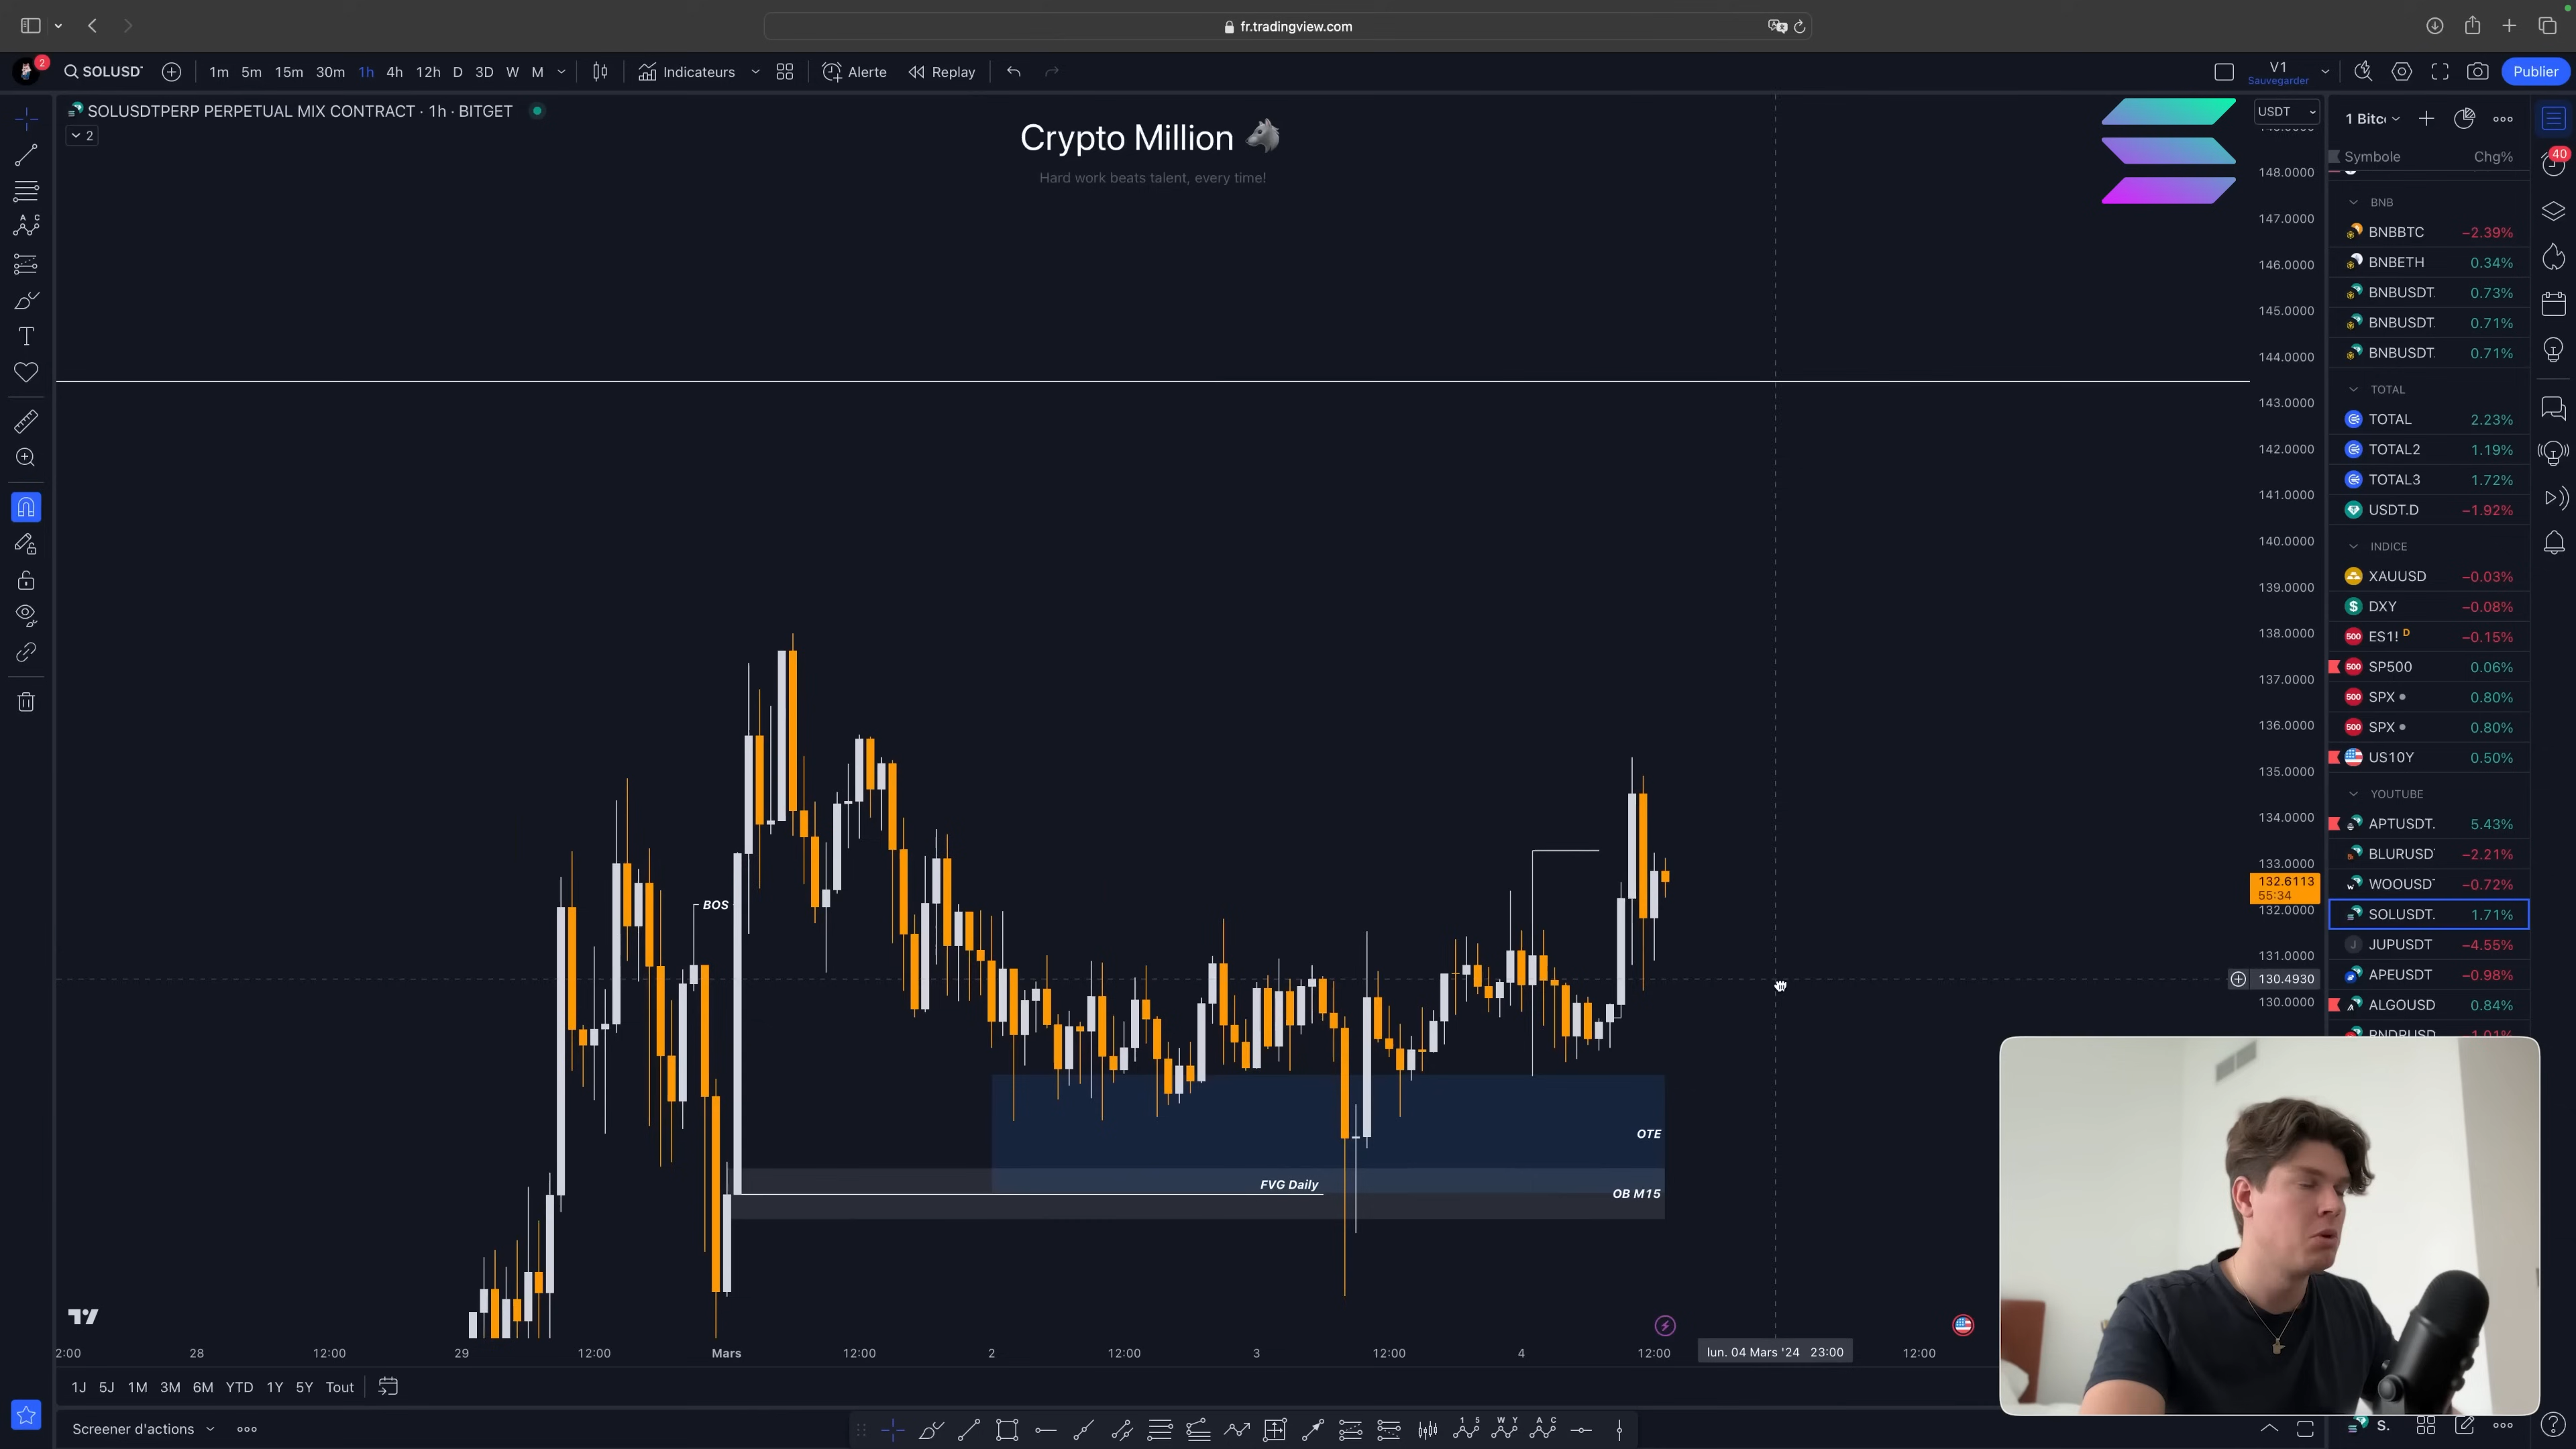 fr.tradingview.com
2
SOLUSD
1m 5m 15m 30m 1h 4h 12h D 3D W M
Indicateurs
Alerte
Replay
V1
Sauvegarder
Publier
SOLUSDTPERP PERPETUAL MIX CONTRACT · 1h · BITGET
2
Crypto Million
Hard work beats talent, every time!
USDT
148.0000
147.0000
146.0000
145.0000
144.0000
143.0000
142.0000
141.0000
140.0000
139.0000
138.0000
137.0000
136.0000
135.0000
134.0000
133.0000
132.6113
55:34
132.0000
131.0000
130.4930
130.0000
BOS
OTE
FVG Daily
OB M15
2:00 28 12:00 29 12:00 Mars 12:00 2 12:00 3 12:00 4 12:00 lun. 04 Mars '24 23:00 12:00
1J 5J 1M 3M 6M YTD 1Y 5Y Tout
Screener d'actions
1 Bitc
40
Symbole Chg%
BNB
BNBBTC −2.39%
BNBETH 0.34%
BNBUSDT. 0.73%
BNBUSDT. 0.71%
BNBUSDT. 0.71%
TOTAL
TOTAL 2.23%
TOTAL2 1.19%
TOTAL3 1.72%
USDT.D −1.92%
INDICE
XAUUSD −0.03%
DXY −0.08%
ES1! D −0.15%
SP500 0.06%
SPX 0.80%
SPX 0.80%
US10Y 0.50%
YOUTUBE
APTUSDT. 5.43%
BLURUSD −2.21%
WOOUSD −0.72%
SOLUSDT. 1.71%
JUPUSDT −4.55%
APEUSDT −0.98%
ALGOUSD 0.84%
S.